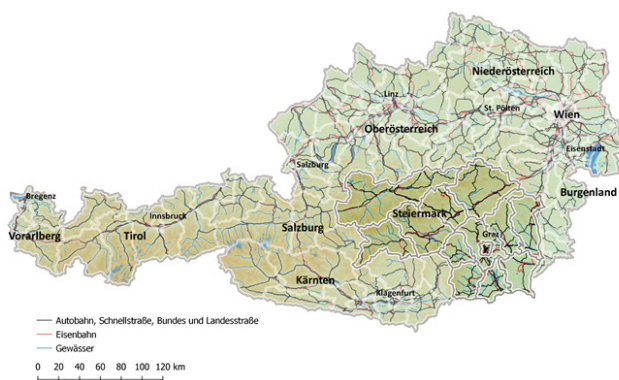 Niederösterreich
Linz
St. Pölten
Wien
Oberösterreich
Eisenstadt
Salzburg
Burgenland
Bregenz
Steiermark
Innsbruck
Vorarlberg
Tirol
Salzburg
Graz
Kärnten
Klagenfurt
Autobahn, Schnellstraße, Bundes und Landesstraße
Eisenbahn
Gewässer
0 20 40 60 80 100 120 km